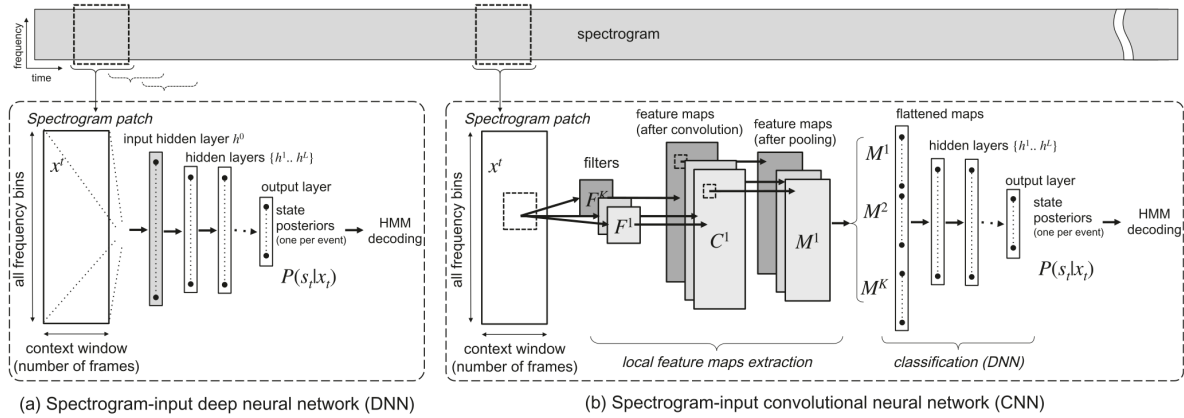 frequency
time
spectrogram
Spectrogram patch
x^t
all frequency bins
context window
(number of frames)
input hidden layer h^0
hidden layers {h^1.. h^L}
output layer
state
posteriors
(one per event)
P(s_t|x_t)
HMM
decoding
(a) Spectrogram-input deep neural network (DNN)
Spectrogram patch
x^t
all frequency bins
context window
(number of frames)
filters
F^K
F^1
feature maps
(after convolution)
C^1
feature maps
(after pooling)
M^1
local feature maps extraction
flattened maps
M^1
M^2
M^K
hidden layers {h^1.. h^L}
output layer
state
posteriors
(one per event)
P(s_t|x_t)
HMM
decoding
classification (DNN)
(b) Spectrogram-input convolutional neural network (CNN)